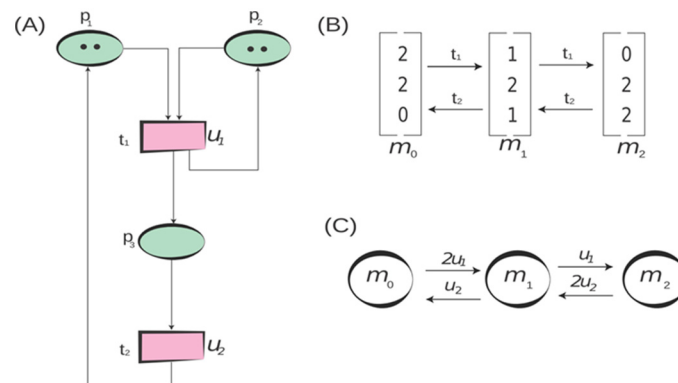 (A)
p₁
p₂
t₁
u₁
p₃
t₂
u₂
(B)
2 1 0
2 2 2
0 1 2
t₁ t₁
t₂ t₂
m₀ m₁ m₂
(C)
2u₁ u₁
m₀ m₁ m₂
u₂ 2u₂